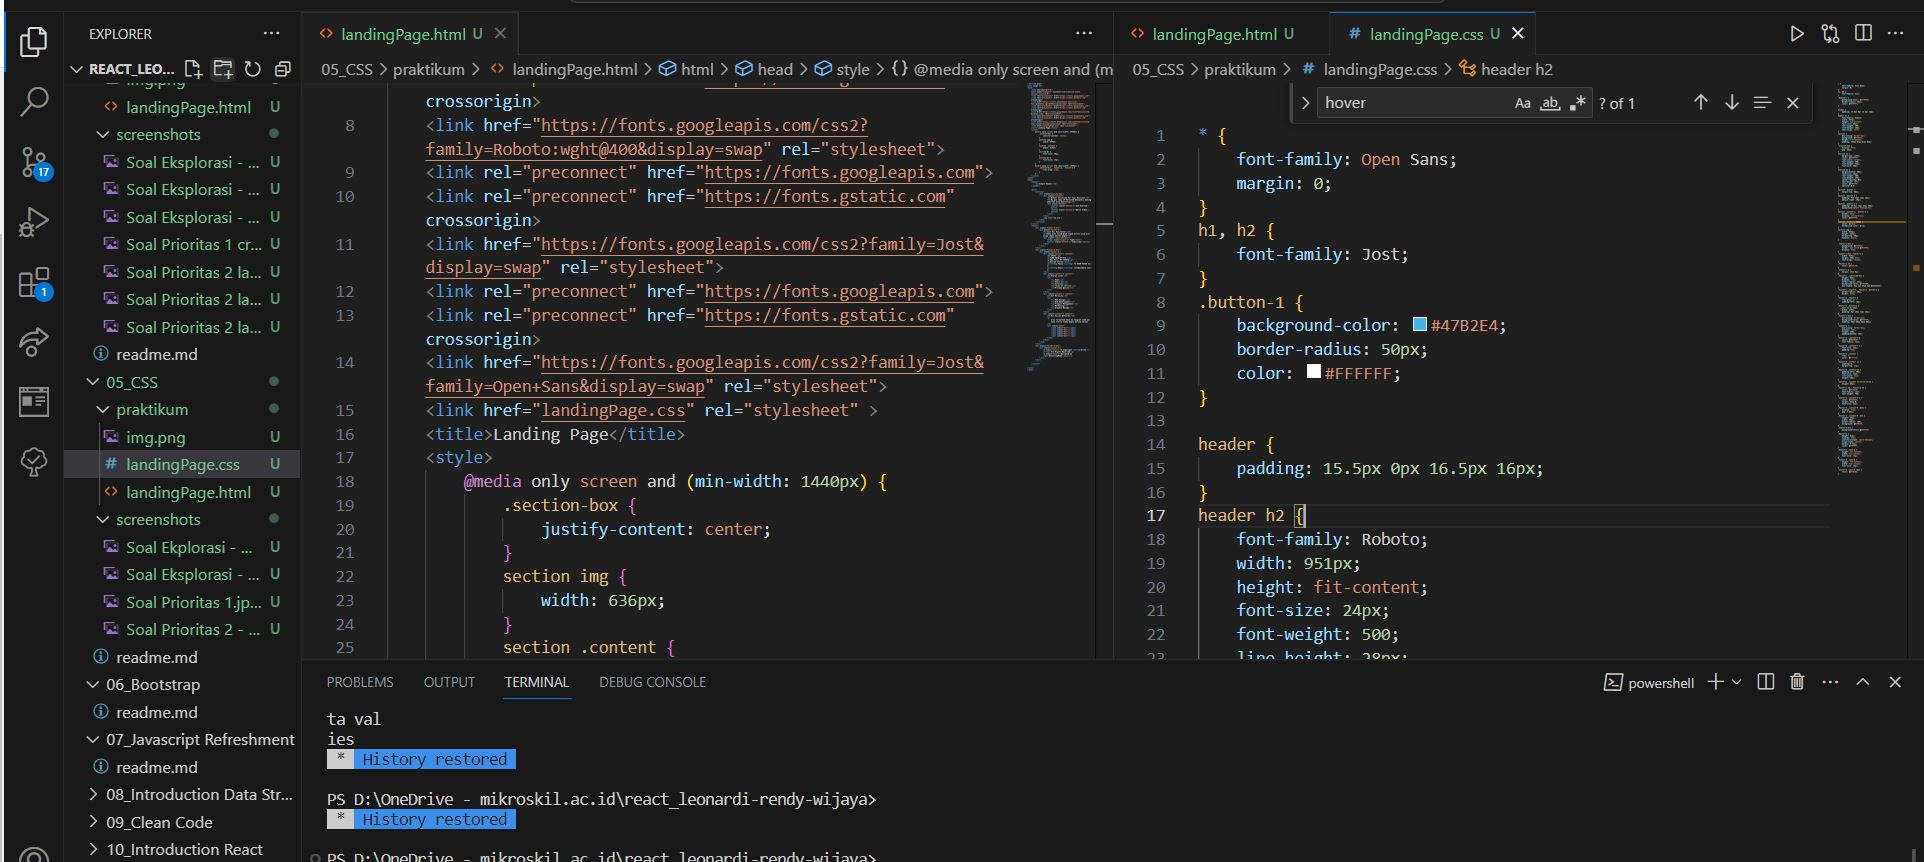 EXPLORER
REACT_LEO...
landingPage.html
screenshots
Soal Eksplorasi - ... U
Soal Eksplorasi - ... U
Soal Eksplorasi - ... U
Soal Prioritas 1 cr... U
Soal Prioritas 2 la... U
Soal Prioritas 2 la... U
Soal Prioritas 2 la... U
readme.md
05_CSS
praktikum
img.png U
# landingPage.css U
landingPage.html U
screenshots
Soal Ekplorasi - ... U
Soal Eksplorasi - ... U
Soal Prioritas 1.jp... U
Soal Prioritas 2 - ... U
readme.md
06_Bootstrap
readme.md
07_Javascript Refreshment
readme.md
08_Introduction Data Str...
09_Clean Code
10_Introduction React
17
1
landingPage.html U
05_CSS > praktikum > landingPage.html > html > head > style > {} @media only screen and (m
crossorigin>
8 <link href="https://fonts.googleapis.com/css2?
family=Roboto:wght@400&display=swap" rel="stylesheet">
9 <link rel="preconnect" href="https://fonts.googleapis.com">
10 <link rel="preconnect" href="https://fonts.gstatic.com"
crossorigin>
11 <link href="https://fonts.googleapis.com/css2?family=Jost&
display=swap" rel="stylesheet">
12 <link rel="preconnect" href="https://fonts.googleapis.com">
13 <link rel="preconnect" href="https://fonts.gstatic.com"
crossorigin>
14 <link href="https://fonts.googleapis.com/css2?family=Jost&
family=Open+Sans&display=swap" rel="stylesheet">
15 <link href="landingPage.css" rel="stylesheet" >
16 <title>Landing Page</title>
17 <style>
18 @media only screen and (min-width: 1440px) {
19 .section-box {
20 justify-content: center;
21 }
22 section img {
23 width: 636px;
24 }
25 section .content {
landingPage.html U
# landingPage.css U
05_CSS > praktikum > # landingPage.css > header h2
hover Aa ab .* ? of 1
1 * {
2 font-family: Open Sans;
3 margin: 0;
4 }
5 h1, h2 {
6 font-family: Jost;
7 }
8 .button-1 {
9 background-color: #47B2E4;
10 border-radius: 50px;
11 color: #FFFFFF;
12 }
13
14 header {
15 padding: 15.5px 0px 16.5px 16px;
16 }
17 header h2 {
18 font-family: Roboto;
19 width: 951px;
20 height: fit-content;
21 font-size: 24px;
22 font-weight: 500;
23 line-height: 28px;
PROBLEMS OUTPUT TERMINAL DEBUG CONSOLE
powershell
ta val
ies
* History restored
PS D:\OneDrive - mikroskil.ac.id\react_leonardi-rendy-wijaya>
* History restored
PS D:\OneDrive - mikroskil.ac.id\react_leonardi-rendy-wijaya>